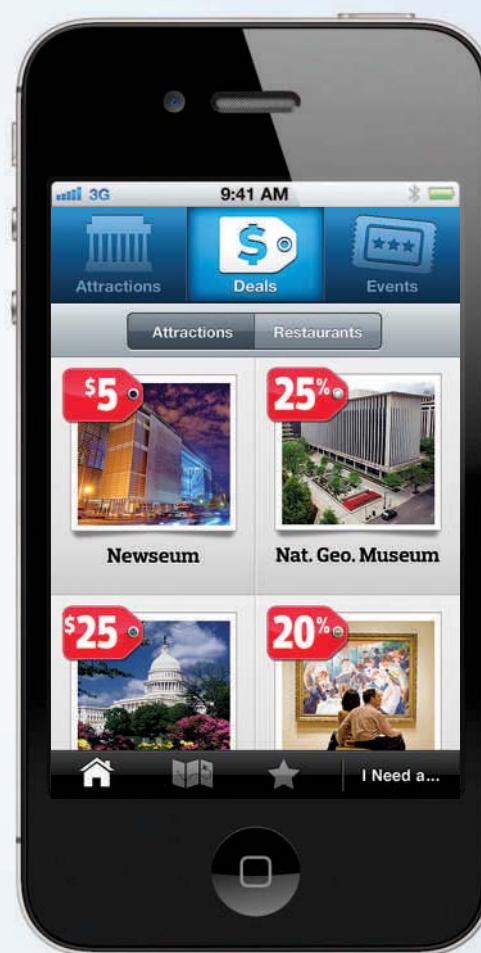 3G 9:41 AM
Attractions Deals Events
Attractions Restaurants
$5 25%
Newseum Nat. Geo. Museum
$25 20%
I Need a...